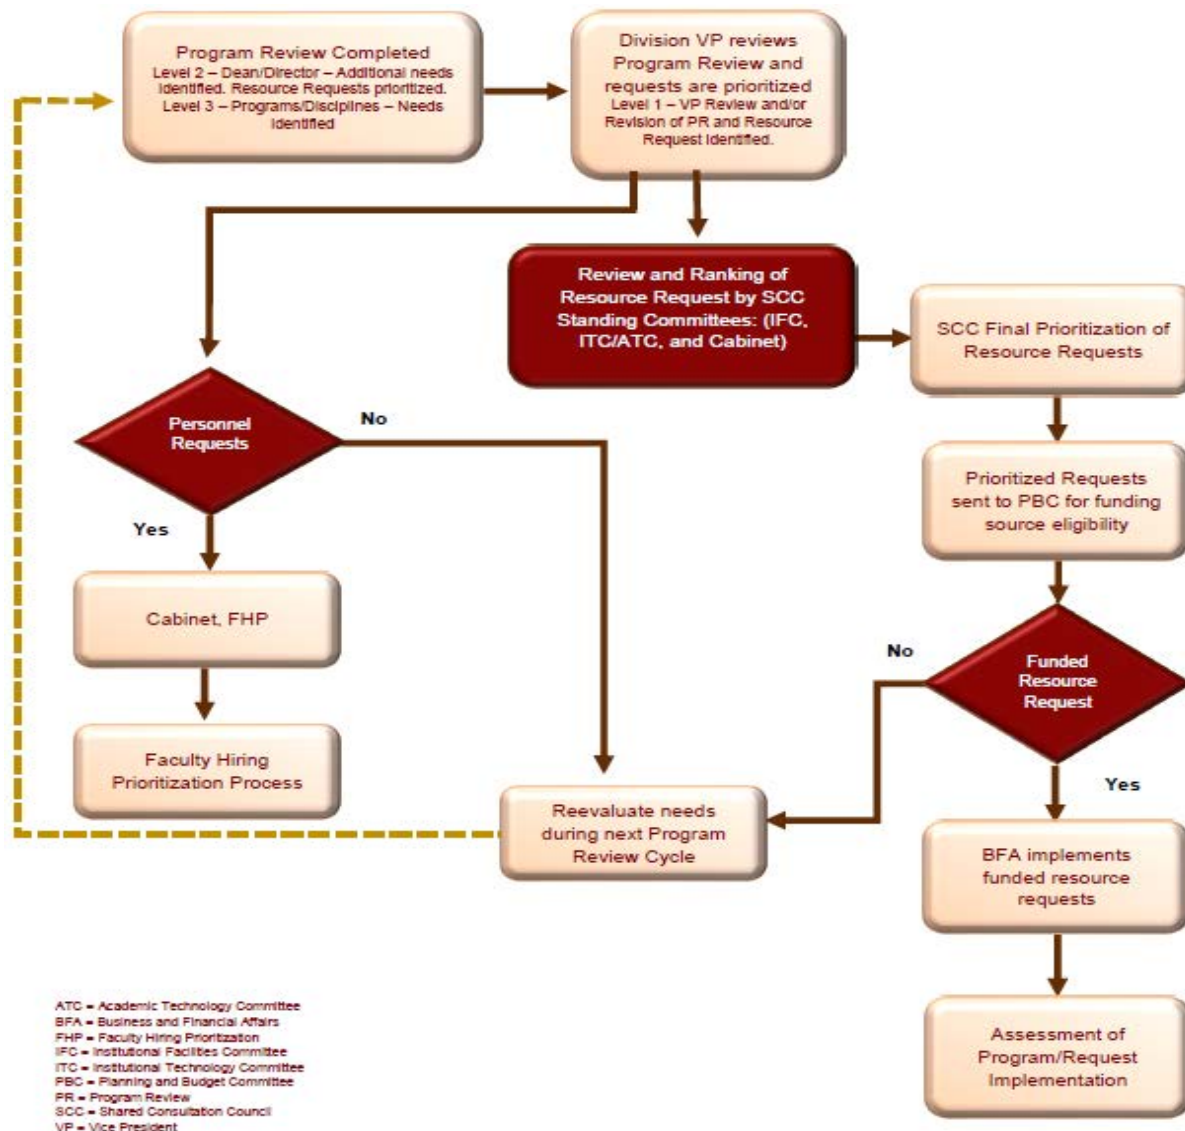 Program Review Completed
Level 2 – Dean/Director – Additional needs
identified. Resource Requests prioritized.
Level 3 – Programs/Disciplines – Needs
identified
Division VP reviews
Program Review and
requests are prioritized
Level 1 – VP Review and/or
Revision of PR and Resource
Request identified.
Review and Ranking of
Resource Request by SCC
Standing Committees: (IFC,
ITC/ATC, and Cabinet)
SCC Final Prioritization of
Resource Requests
Personnel
Requests
No
Yes
Prioritized Requests
sent to PBC for funding
source eligibility
Cabinet, FHP
No
Funded
Resource
Request
Yes
Faculty Hiring
Prioritization Process
Reevaluate needs
during next Program
Review Cycle
BFA implements
funded resource
requests
Assessment of
Program/Request
Implementation
ATC = Academic Technology Committee
BFA = Business and Financial Affairs
FHP = Faculty Hiring Prioritization
IFC = Institutional Facilities Committee
ITC = Institutional Technology Committee
PBC = Planning and Budget Committee
PR = Program Review
SCC = Shared Consultation Council
VP = Vice President